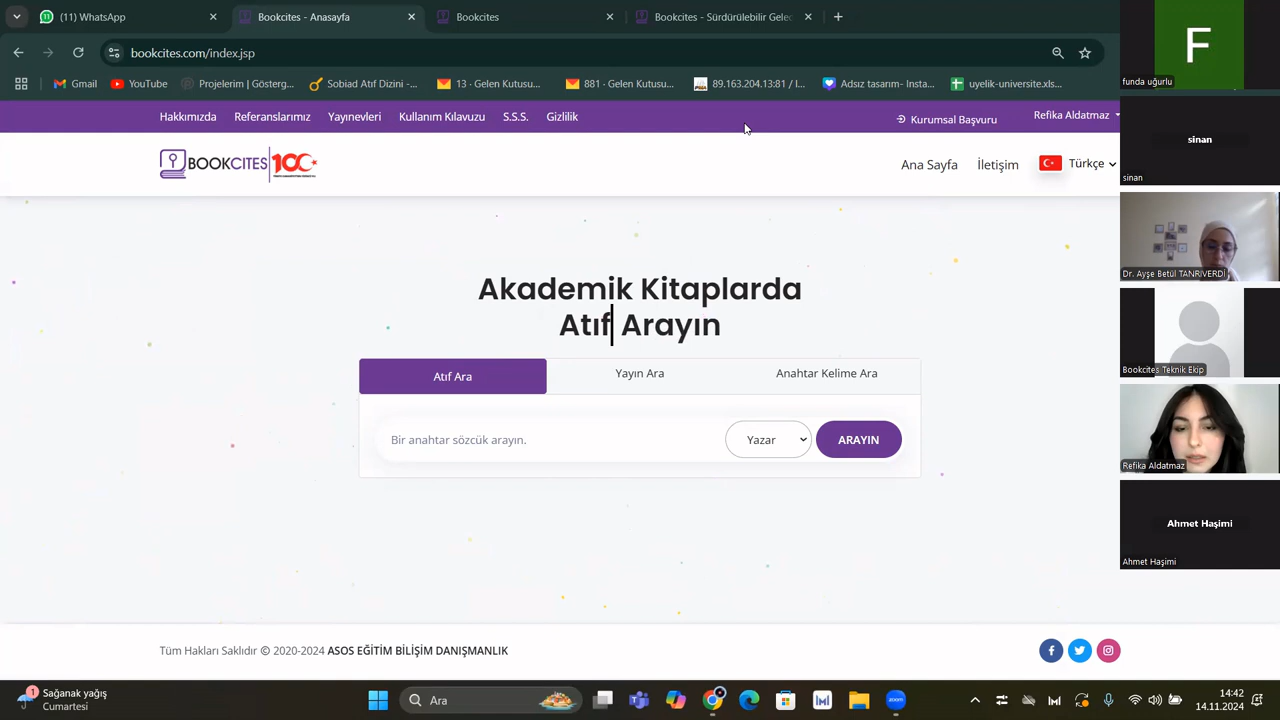 (11) WhatsApp
Bookcites - Anasayfa
Bookcites
Bookcites - Sürdürülebilir Gelec
bookcites.com/index.jsp
Gmail
YouTube
Projelerim | Gösterg...
Sobiad Atıf Dizini -...
13 - Gelen Kutusu...
881 - Gelen Kutusu...
89.163.204.13:81 / l...
Adsız tasarım - Insta...
uyelik-universite.xls...
Hakkımızda
Referanslarımız
Yayınevleri
Kullanım Kılavuzu
S.S.S.
Gizlilik
Kurumsal Başvuru
Refika Aldatmaz
BOOKCITES
100
Ana Sayfa
İletişim
Türkçe
Akademik Kitaplarda
Atıf Arayın
Atıf Ara
Yayın Ara
Anahtar Kelime Ara
Bir anahtar sözcük arayın.
Yazar
ARAYIN
Tüm Hakları Saklıdır © 2020-2024 ASOS EĞİTİM BİLİŞİM DANIŞMANLIK
F
funda uğurlu
sinan
sinan
Dr. Ayşe Betül TANRIVERDİ
Bookcites Teknik Ekip
Refika Aldatmaz
Ahmet Haşimi
Ahmet Haşimi
1
Sağanak yağış
Cumartesi
Ara
zoom
14:42
14.11.2024